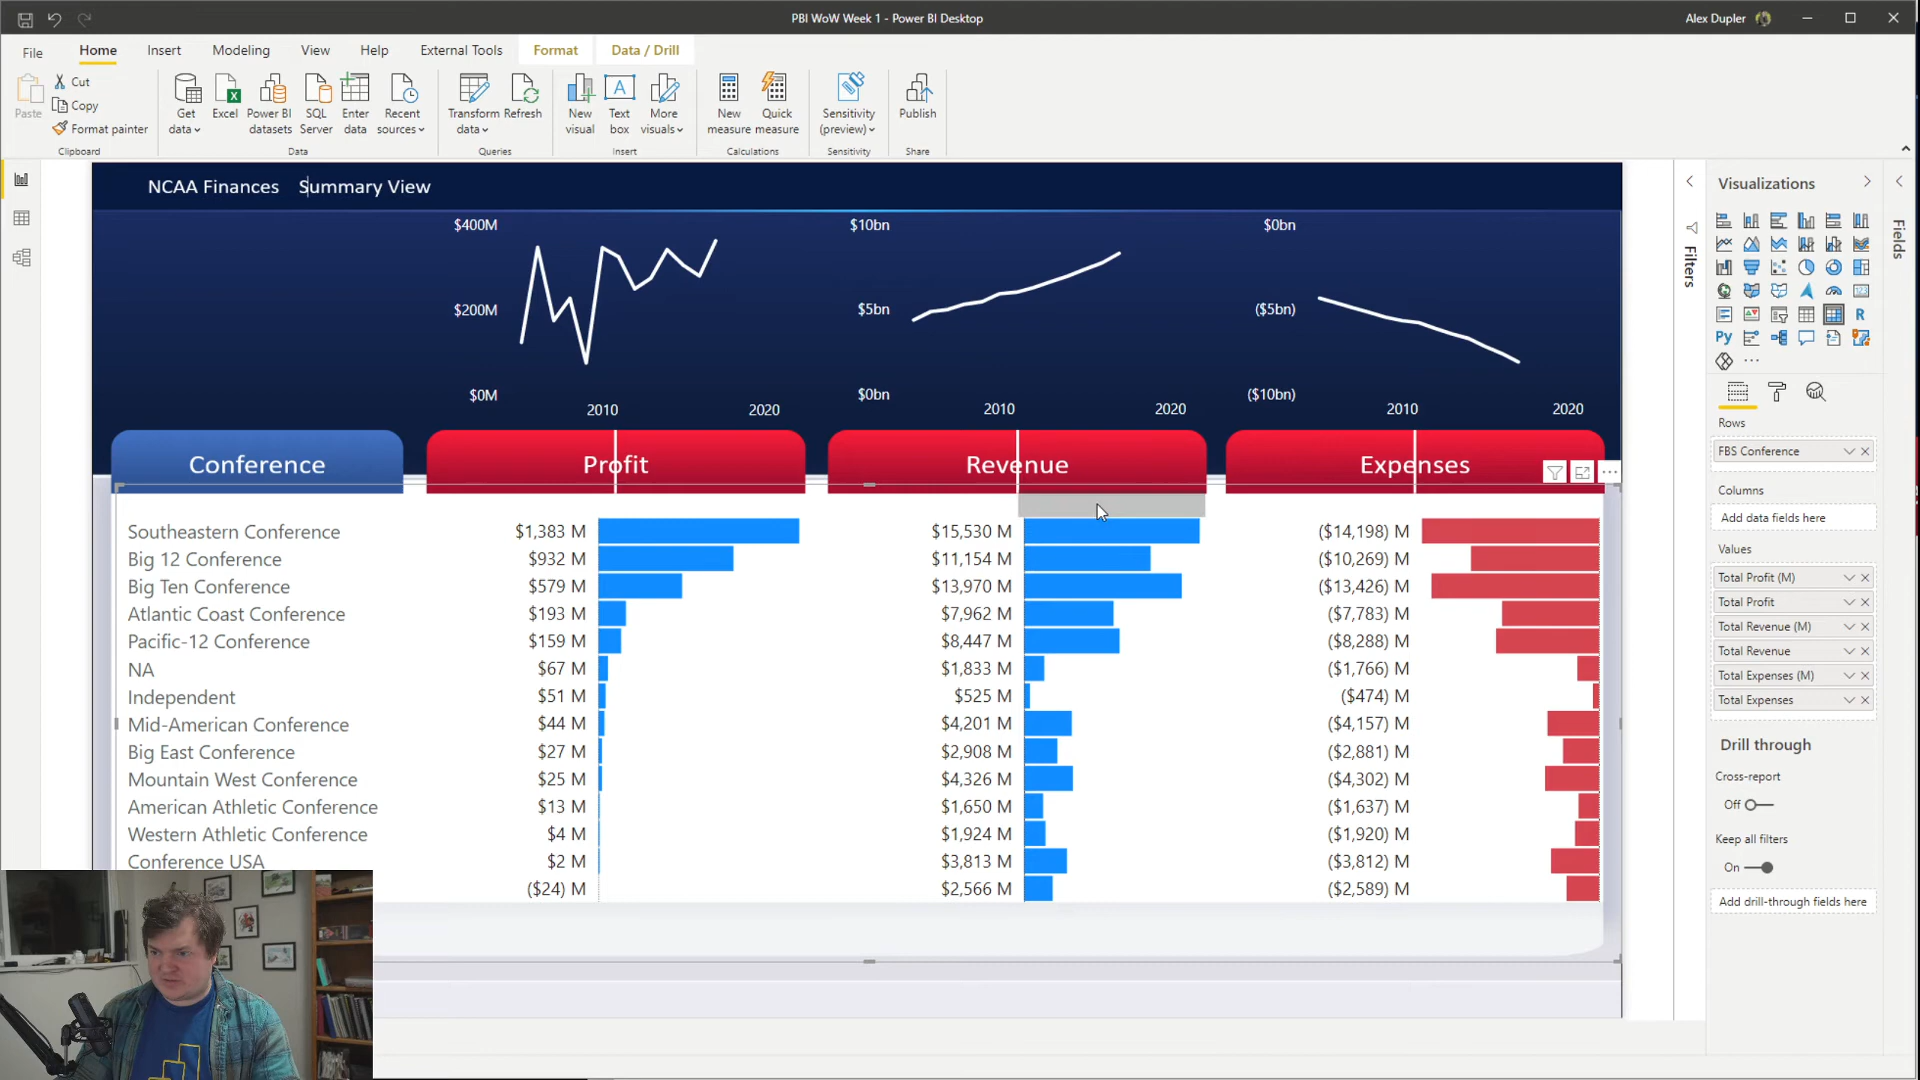 PBI WoW Week 1 - Power BI Desktop
Alex Dupler
File
Home
Insert
Modeling
View
Help
External Tools
Format
Data / Drill
Paste
Cut
Copy
Format painter
Get data
Excel
Power BI datasets
SQL Server
Enter data
Recent sources
Transform data
Refresh
New visual
Text box
More visuals
New measure
Quick measure
Sensitivity (preview)
Publish
Clipboard
Data
Queries
Insert
Calculations
Sensitivity
Share
NCAA Finances Summary View
$400M
$200M
$0M
2010
2020
$10bn
$5bn
$0bn
2010
2020
$0bn
($5bn)
($10bn)
2010
2020
Conference Profit Revenue Expenses
Southeastern Conference $1,383 M $15,530 M ($14,198) M
Big 12 Conference $932 M $11,154 M ($10,269) M
Big Ten Conference $579 M $13,970 M ($13,426) M
Atlantic Coast Conference $193 M $7,962 M ($7,783) M
Pacific-12 Conference $159 M $8,447 M ($8,288) M
NA $67 M $1,833 M ($1,766) M
Independent $51 M $525 M ($474) M
Mid-American Conference $44 M $4,201 M ($4,157) M
Big East Conference $27 M $2,908 M ($2,881) M
Mountain West Conference $25 M $4,326 M ($4,302) M
American Athletic Conference $13 M $1,650 M ($1,637) M
Western Athletic Conference $4 M $1,924 M ($1,920) M
Conference USA $2 M $3,813 M ($3,812) M
($24) M $2,566 M ($2,589) M
Filters
Visualizations
R
Py
123
Rows
FBS Conference
Columns
Add data fields here
Values
Total Profit (M)
Total Profit
Total Revenue (M)
Total Revenue
Total Expenses (M)
Total Expenses
Drill through
Cross-report
Off
Keep all filters
On
Add drill-through fields here
Fields